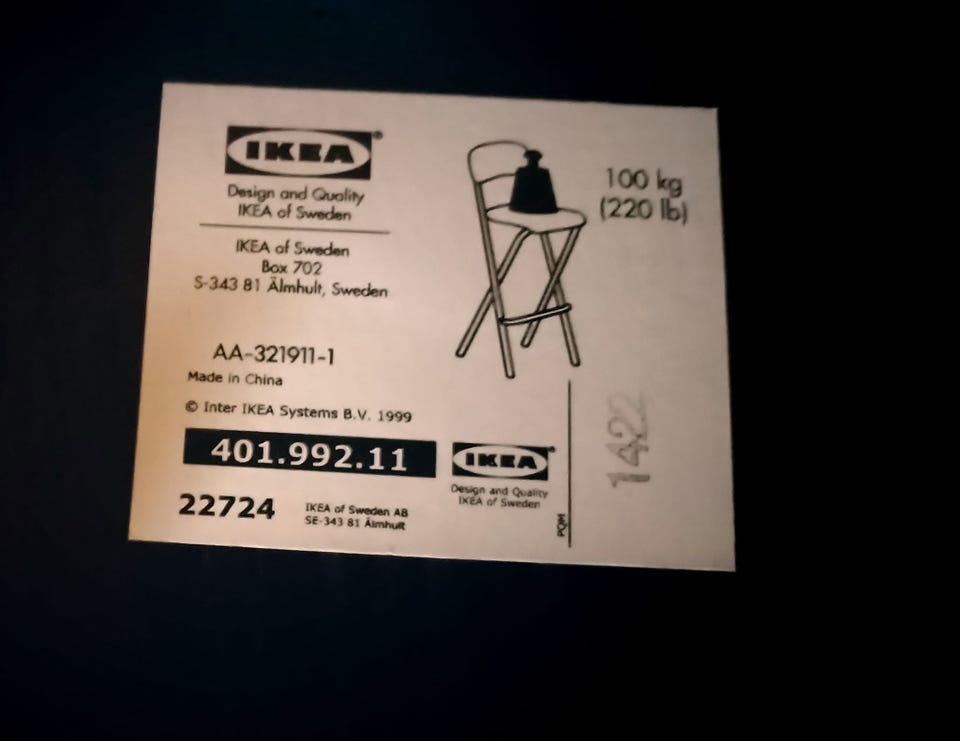 IKEA®
Design and Quality
IKEA of Sweden
IKEA of Sweden
Box 702
S-343 81 Älmhult, Sweden
100 kg
(220 lb)
AA-321911-1
Made in China
© Inter IKEA Systems B.V. 1999
401.992.11
22724
IKEA of Sweden AB
SE-343 81 Älmhult
IKEA®
Design and Quality
IKEA of Sweden
PQH
1422